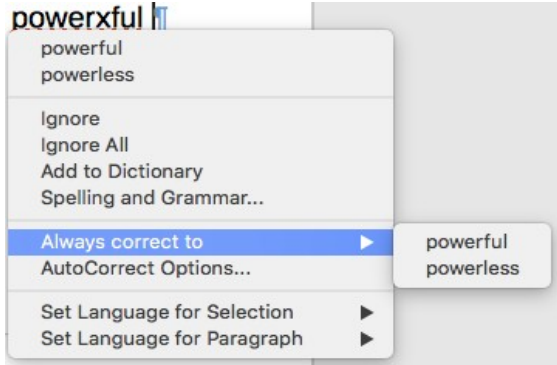 powerxful ¶
powerful
powerless
Ignore
Ignore All
Add to Dictionary
Spelling and Grammar...
Always correct to ▶
powerful
powerless
AutoCorrect Options...
Set Language for Selection ▶
Set Language for Paragraph ▶